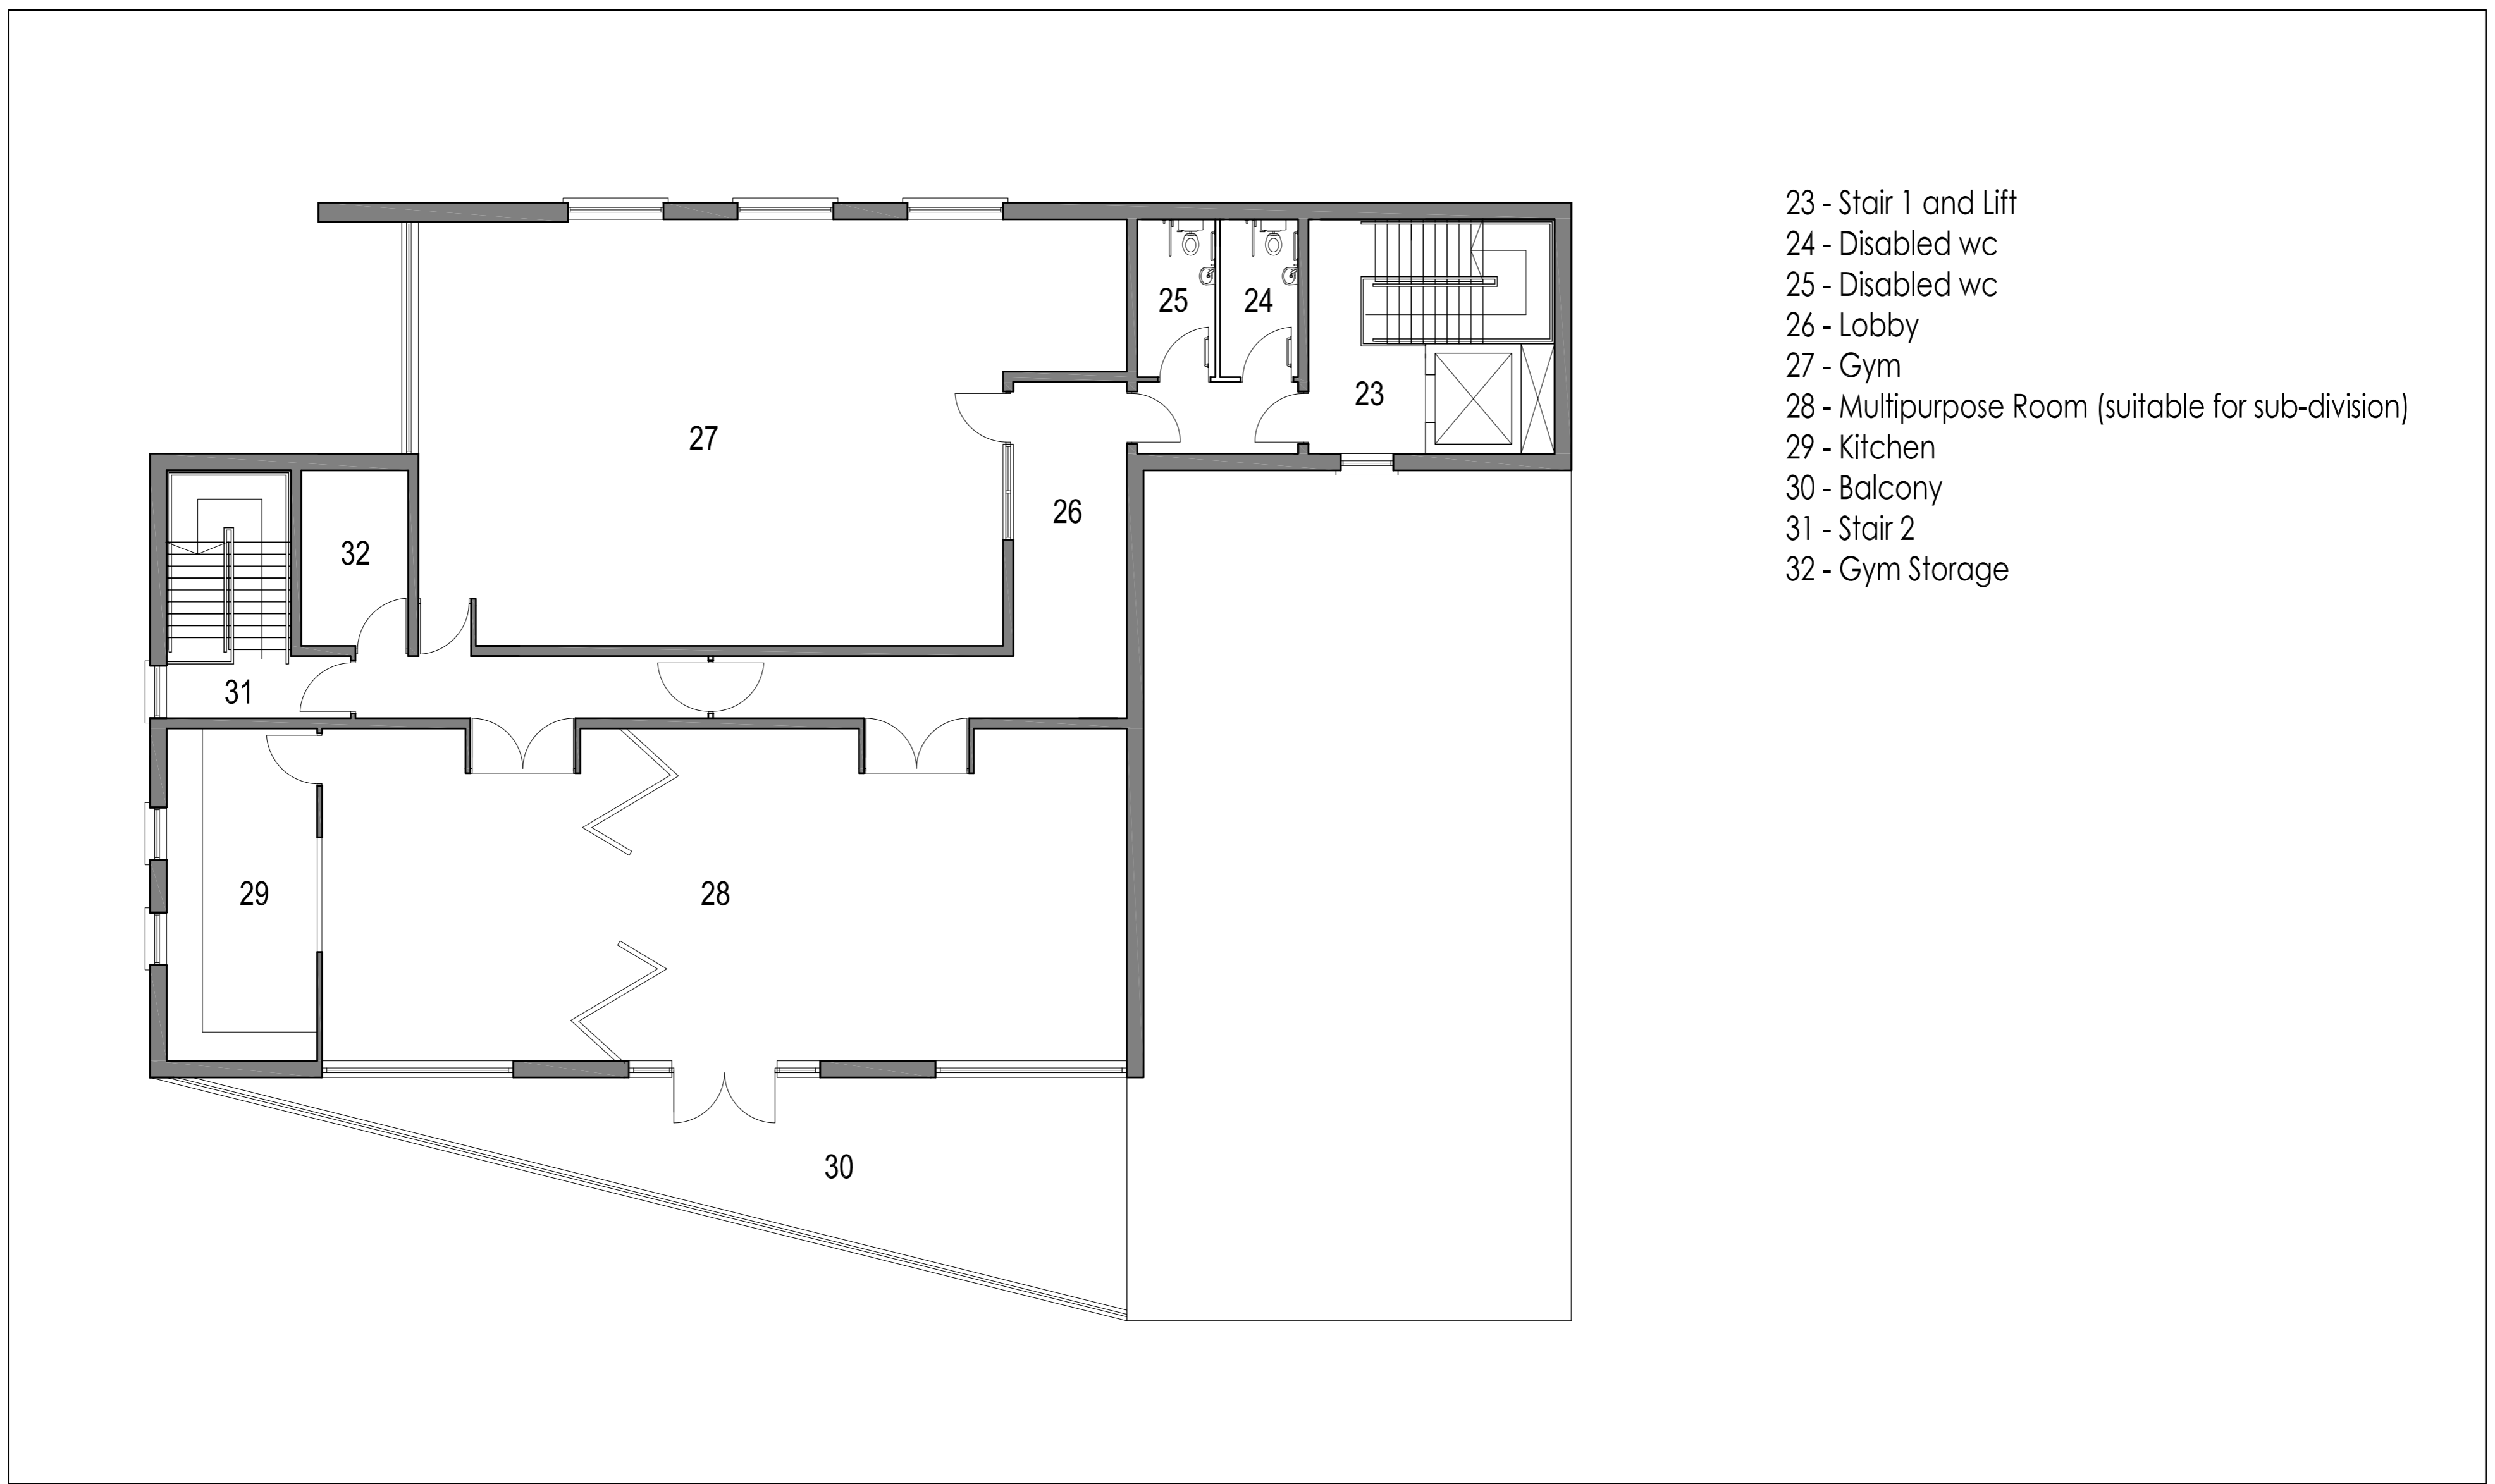 23 - Stair 1 and Lift
24 - Disabled wc
25 - Disabled wc
26 - Lobby
27 - Gym
28 - Multipurpose Room (suitable for sub-division)
29 - Kitchen
30 - Balcony
31 - Stair 2
32 - Gym Storage
25
24
23
27
26
32
31
29
28
30